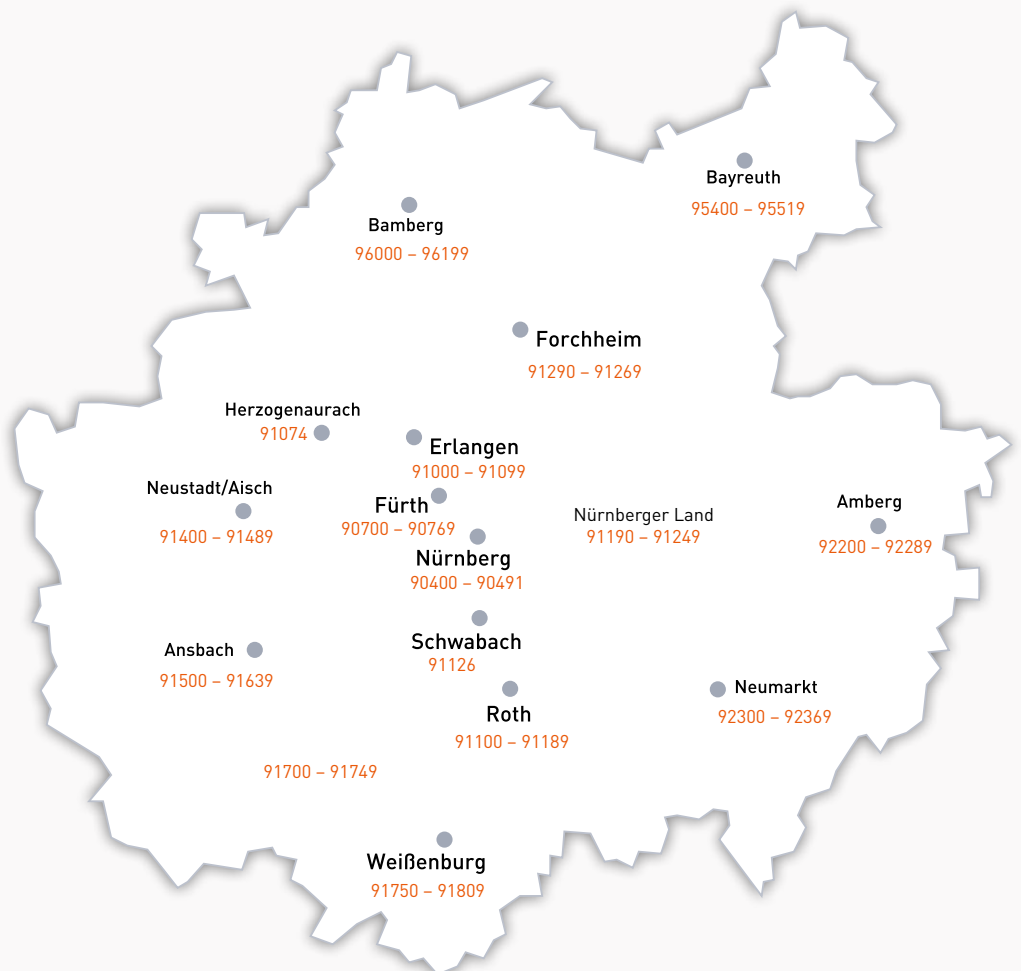 Bayreuth
95400 – 95519
Bamberg
96000 – 96199
Forchheim
91290 – 91269
Herzogenaurach
91074
Erlangen
91000 – 91099
Neustadt/Aisch
91400 – 91489
Fürth
90700 – 90769
Nürnberger Land
91190 – 91249
Amberg
92200 – 92289
Nürnberg
90400 – 90491
Schwabach
91126
Ansbach
91500 – 91639
Neumarkt
92300 – 92369
Roth
91100 – 91189
91700 – 91749
Weißenburg
91750 – 91809